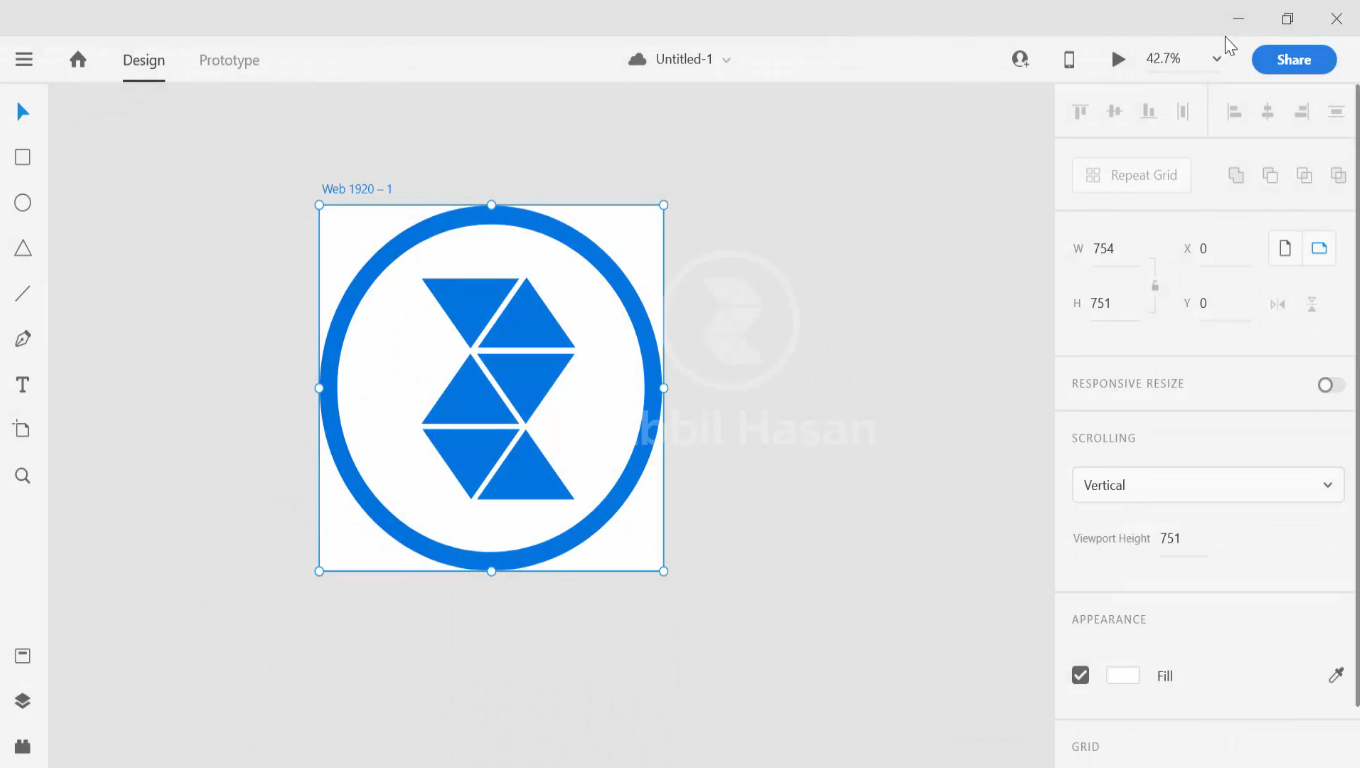 Design
Prototype
Untitled-1
42.7%
Share
Web 1920 – 1
Repeat Grid
W 754
X 0
H 751
Y 0
RESPONSIVE RESIZE
SCROLLING
Vertical
Viewport Height 751
APPEARANCE
Fill
GRID
Hasan